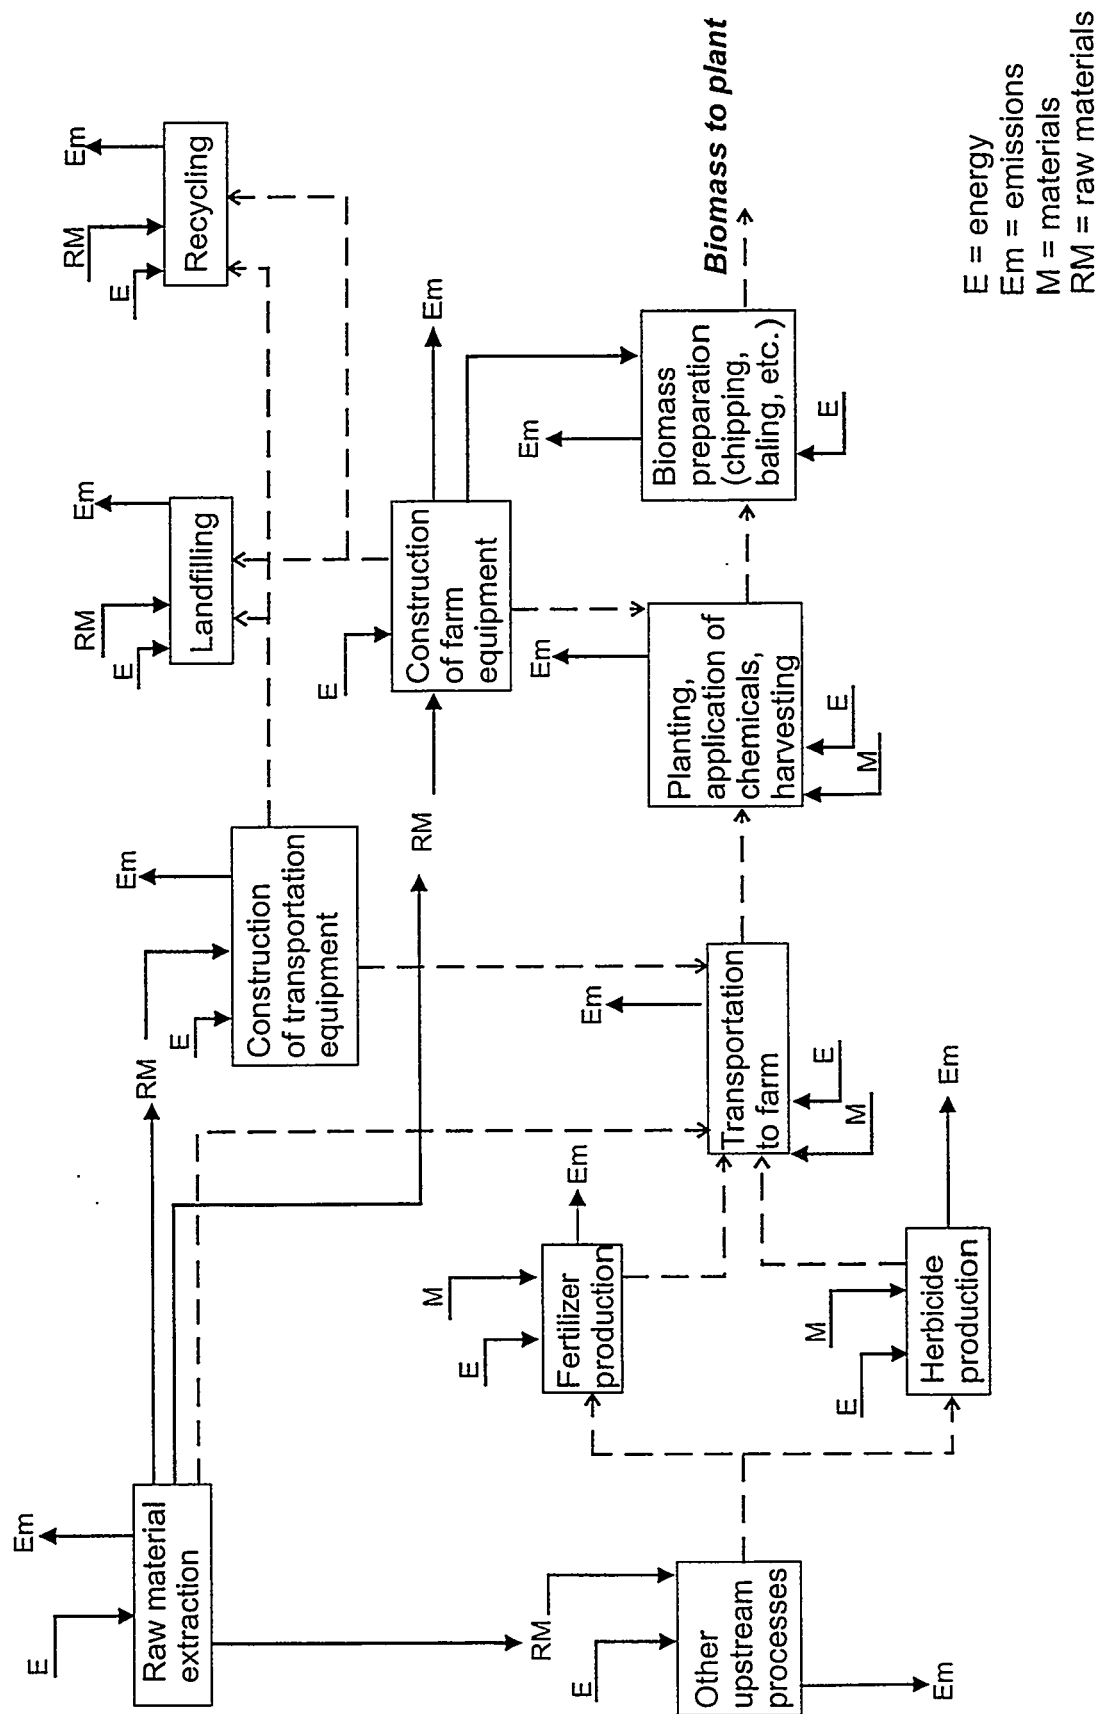 Em
E
Raw material
extraction
RM
E
Em
Construction
of transportation
equipment
E
RM
Em
Landfilling
E
RM
Em
Recycling
RM
E
Construction
of farm
equipment
Em
RM
E
Other
upstream
processes
Em
E
M
Fertilizer
production
Em
E
M
Herbicide
production
Em
Em
Transportation
to farm
M
E
Em
Planting,
application of
chemicals,
harvesting
M
E
Em
Biomass
preparation
(chipping,
baling, etc.)
E
Biomass to plant
E = energy
Em = emissions
M = materials
RM = raw materials